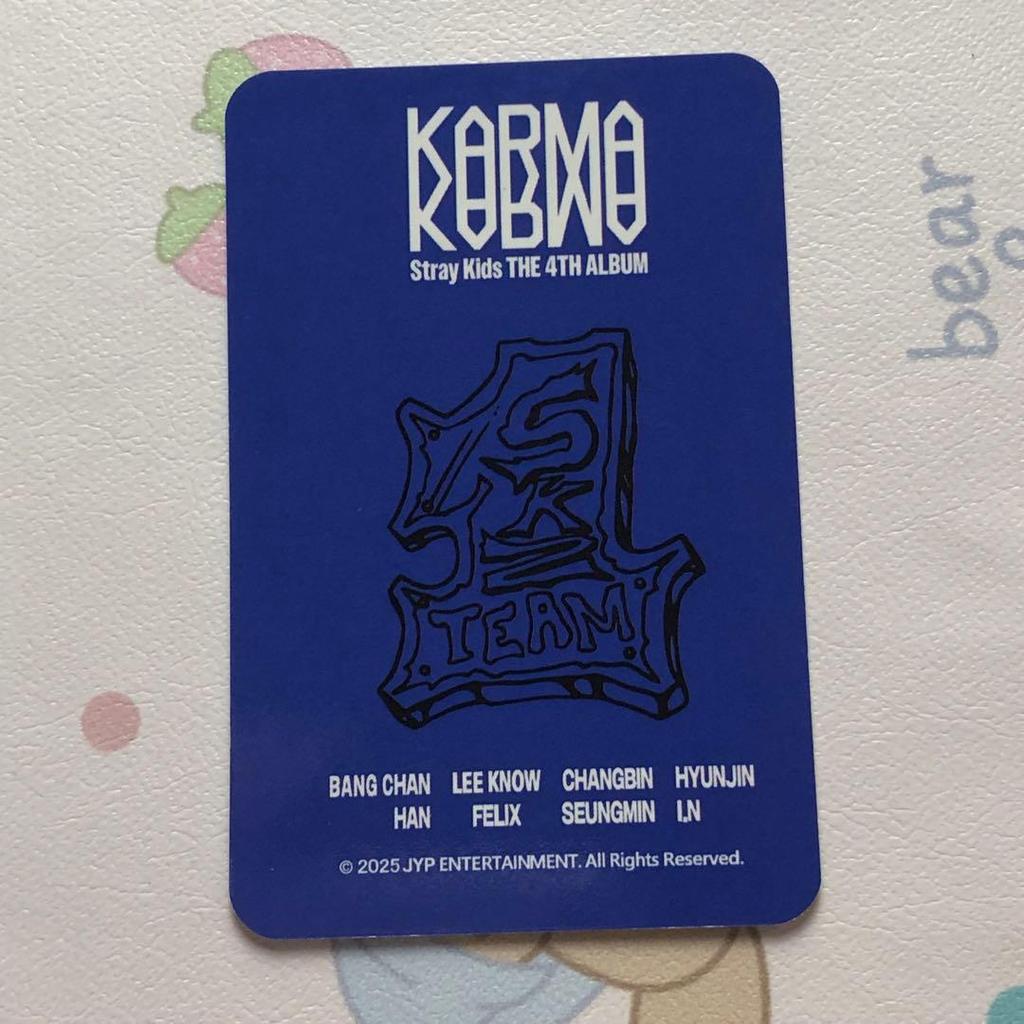 KARMA
Stray Kids THE 4TH ALBUM
SK
TEAM
BANG CHAN LEE KNOW CHANGBIN HYUNJIN
HAN FELIX SEUNGMIN I.N
© 2025 JYP ENTERTAINMENT. All Rights Reserved.
bear